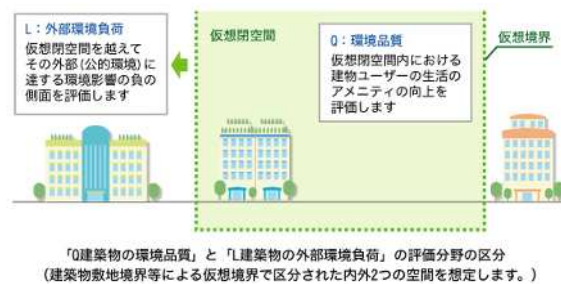 L：外部環境負荷
仮想閉空間を越えて
その外部(公的環境)に
達する環境影響の負の
側面を評価します
仮想閉空間
Q：環境品質
仮想閉空間内における
建物ユーザーの生活の
アメニティの向上を
評価します
仮想境界
「Q建築物の環境品質」と「L建築物の外部環境負荷」の評価分野の区分
（建築物敷地境界等による仮想境界で区分された内外2つの空間を想定します。）